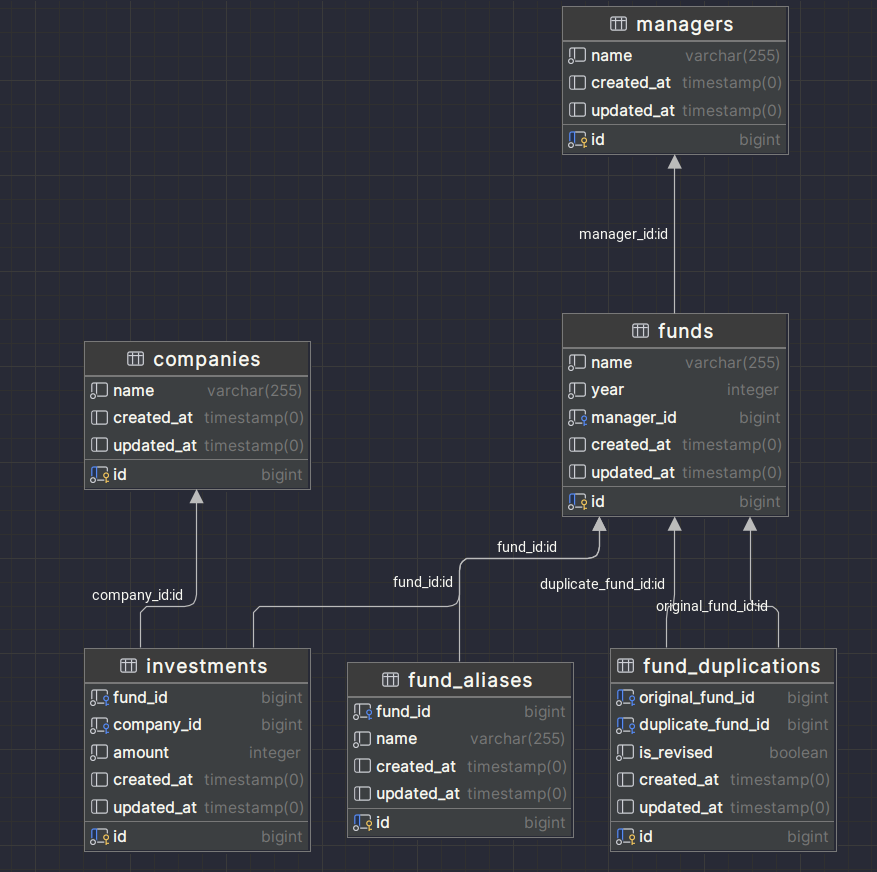 managers
name varchar(255)
created_at timestamp(0)
updated_at timestamp(0)
id bigint
manager_id:id
funds
name varchar(255)
year integer
manager_id bigint
created_at timestamp(0)
updated_at timestamp(0)
id bigint
companies
name varchar(255)
created_at timestamp(0)
updated_at timestamp(0)
id bigint
fund_id:id
fund_id:id
duplicate_fund_id:id
company_id:id
original_fund_id:id
investments
fund_id bigint
company_id bigint
amount integer
created_at timestamp(0)
updated_at timestamp(0)
id bigint
fund_aliases
fund_id bigint
name varchar(255)
created_at timestamp(0)
updated_at timestamp(0)
id bigint
fund_duplications
original_fund_id bigint
duplicate_fund_id bigint
is_revised boolean
created_at timestamp(0)
updated_at timestamp(0)
id bigint